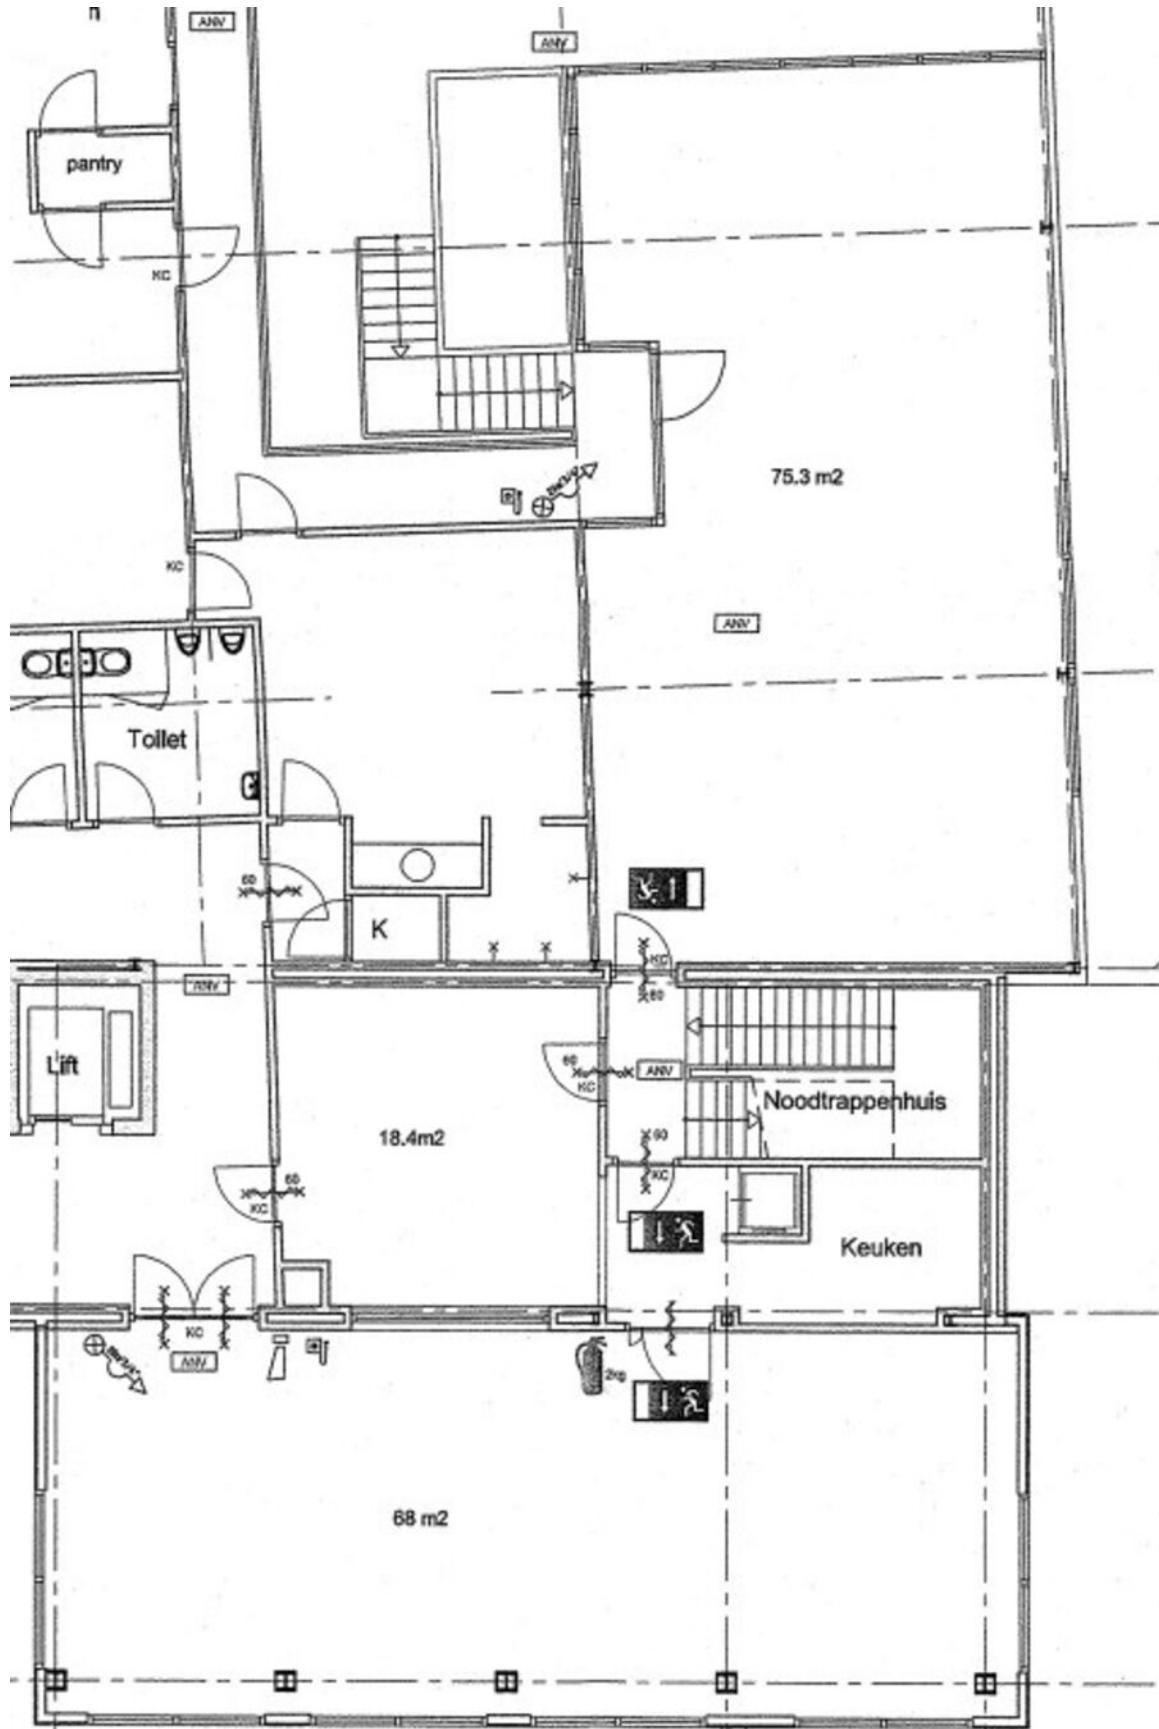 ANV
ANV
pantry
KC
75.3 m2
KC
ANV
Toilet
60
K
KC
60
ANV
Lift
60
KC
ANV
Noodtrappenhuis
18.4m2
60
KC
60
KC
Keuken
KC
ANV
2kg
68 m2